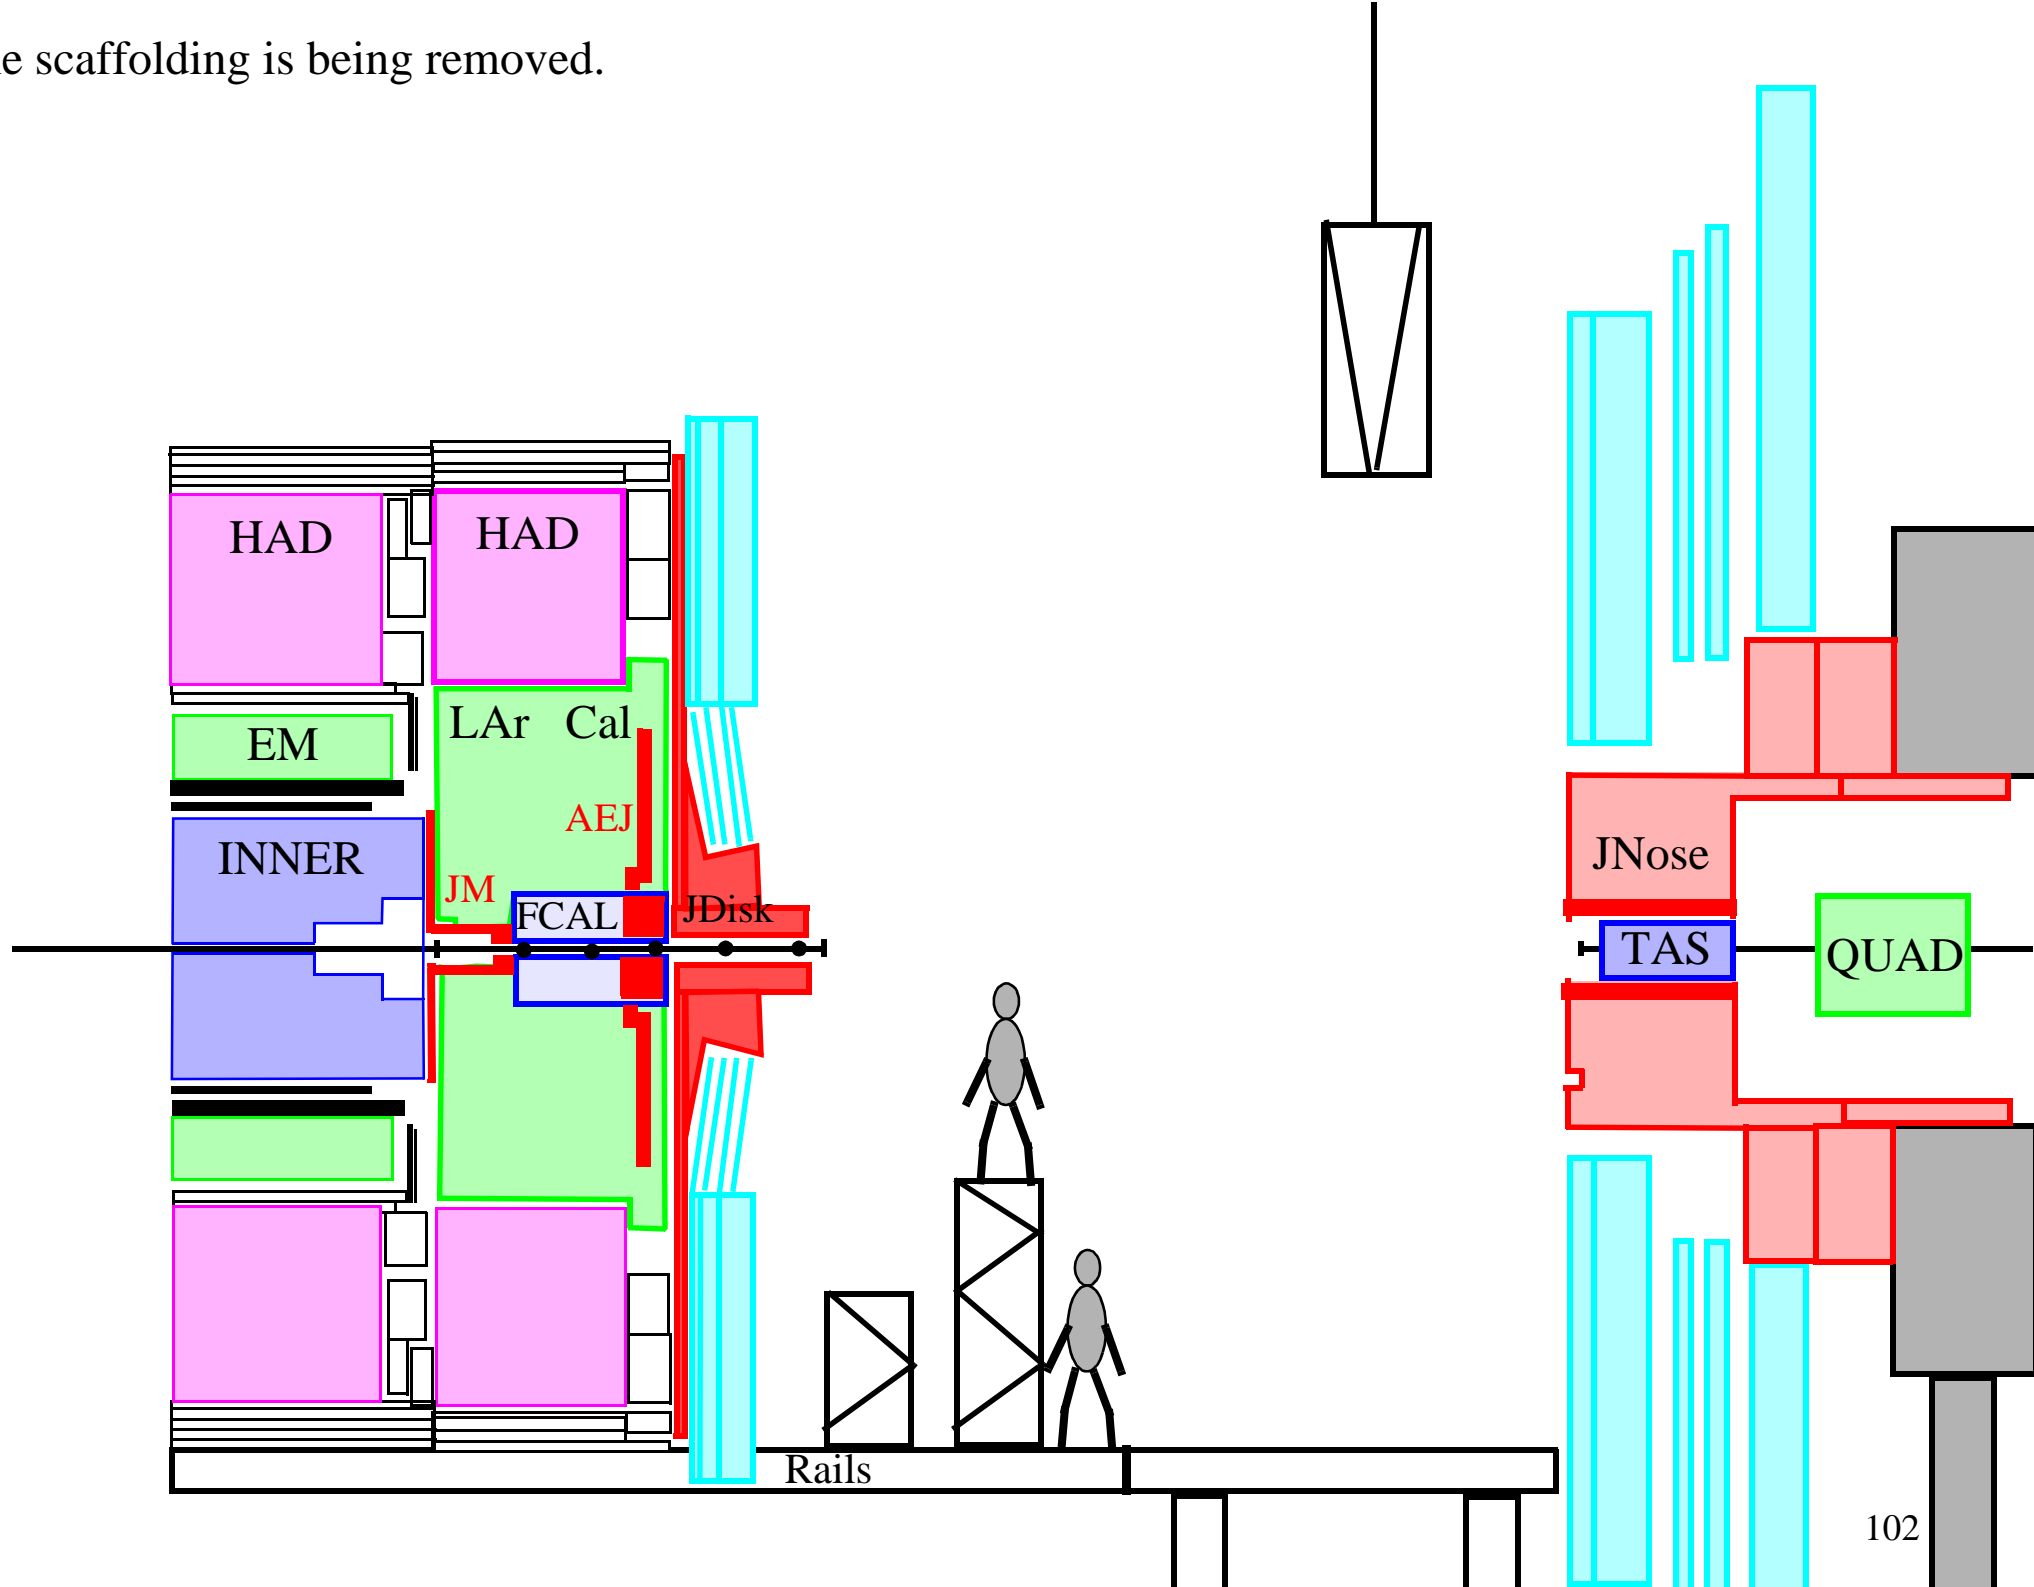 e scaffolding is being removed.
HAD HAD
LAr Cal
EM
AEJ
INNER
JNose
JM
FCAL JDisk
TAS QUAD
Rails
102